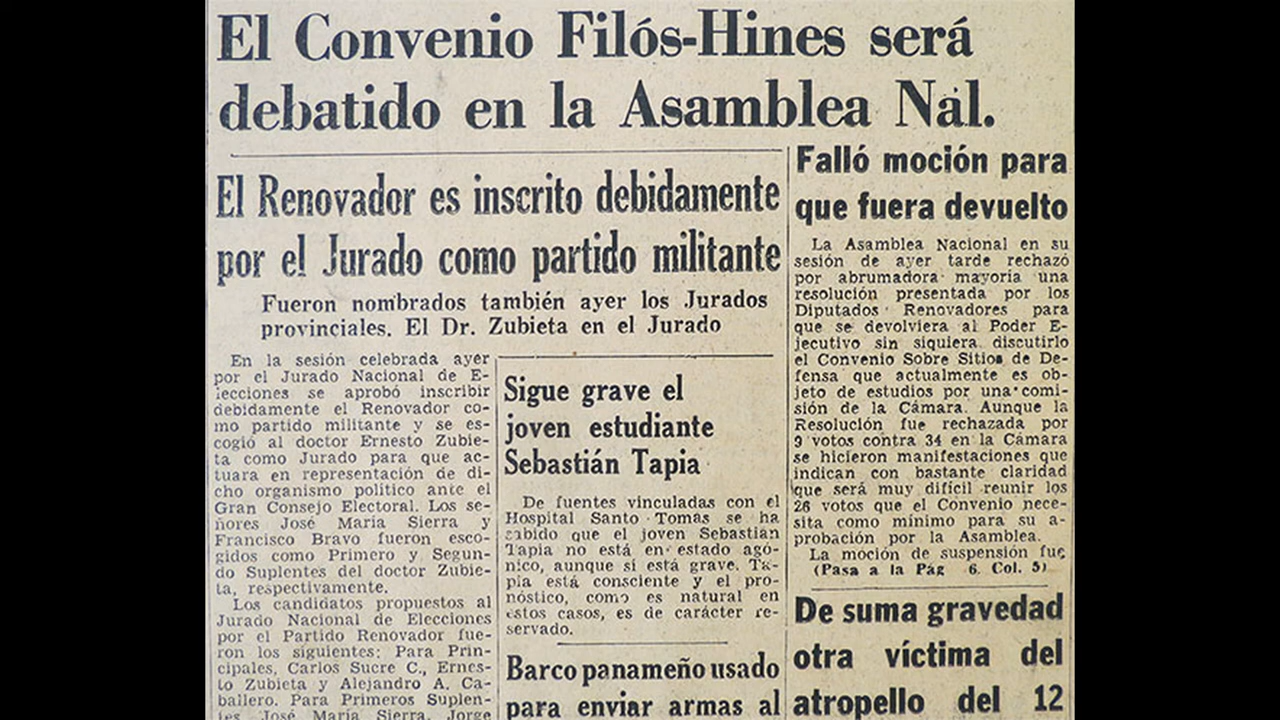 El Convenio Filós-Hines será
debatido en la Asamblea Nal.
El Renovador es inscrito debidamente
por el Jurado como partido militante
Fueron nombrados también ayer los Jurados
provinciales. El Dr. Zubieta en el Jurado
En la sesión celebrada ayer
por el Jurado Nacional de E-
lecciones se aprobó inscribir
debidamente el Renovador co-
mo partido militante y se es-
cogió al doctor Ernesto Zubie-
ta como Jurado para que ac-
tuara en representación de di-
cho organismo político ante el
Gran Consejo Electoral. Los se-
ñores José María Sierra y
Francisco Bravo fueron esco-
gidos como Primero y Segun-
do Suplentes del doctor Zubie-
ta, respectivamente.
Los candidatos propuestos al
Jurado Nacional de Elecciones
por el Partido Renovador fue-
ron los siguientes: Para Prin-
cipales, Carlos Sucre C., Ernes-
to Zubieta y Alejandro A. Ca-
ballero. Para Primeros Suplen-
tes, José María Sierra, Jorge
Sigue grave el
joven estudiante
Sebastián Tapia
De fuentes vinculadas con el
Hospital Santo Tomas se ha
sabido que el joven Sebastián
Tapia no está en estado agó-
nico, aunque sí está grave. Ta-
pia está consciente y el pro-
nóstico, como es natural en
estos casos, es de carácter re-
servado.
Barco panameño usado
para enviar armas al
Falló moción para
que fuera devuelto
La Asamblea Nacional en su
sesión de ayer tarde rechazó
por abrumadora mayoría una
resolución presentada por los
Diputados Renovadores para
que se devolviera al Poder E-
jecutivo sin siquiera discutirlo
el Convenio Sobre Sitios de De-
fensa que actualmente es ob-
jeto de estudios por una comi-
sión de la Cámara. Aunque la
Resolución fue rechazada por
9 votos contra 34 en la Cámara
se hicieron manifestaciones que
indican con bastante claridad
que será muy difícil reunir los
26 votos que el Convenio nece-
sita como mínimo para su a-
probación por la Asamblea.
La moción de suspensión fue
(Pasa a la Pág 6. Col. 5)
De suma gravedad
otra víctima del
atropello del 12